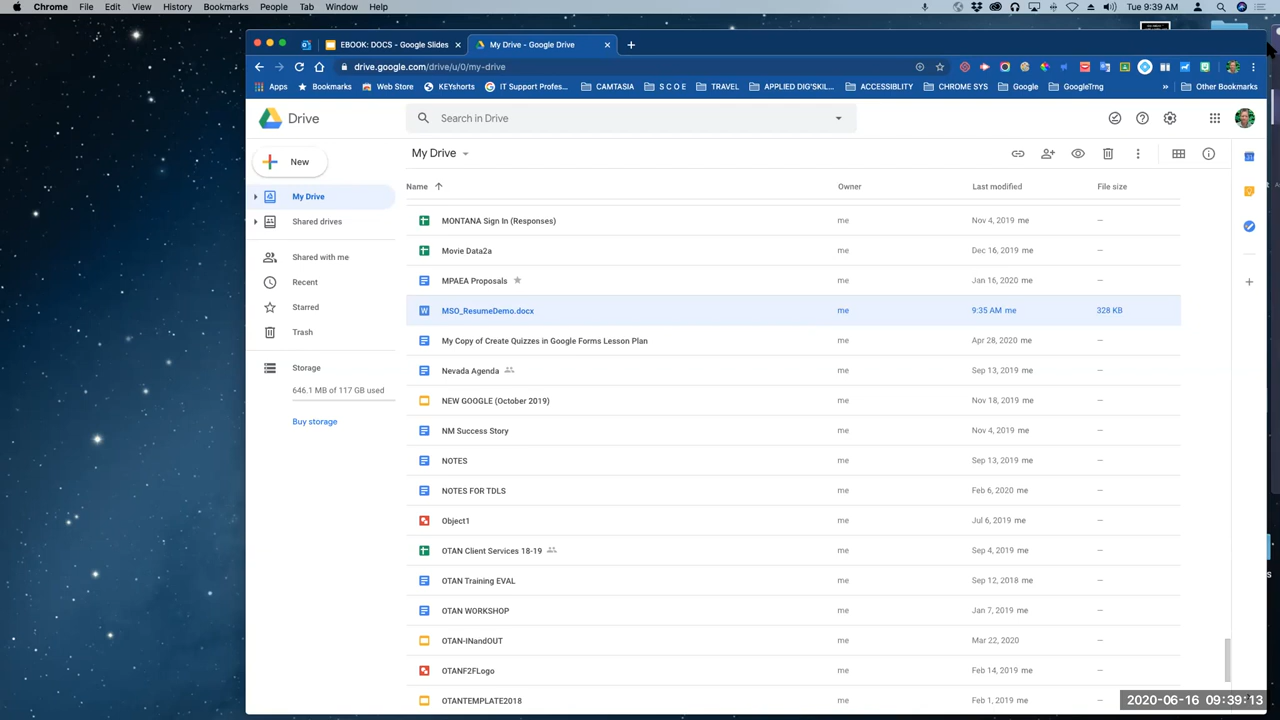 Chrome File Edit View History Bookmarks People Tab Window Help Tue 9:39 AM
EBOOK: DOCS - Google Slides My Drive - Google Drive
drive.google.com/drive/u/0/my-drive
Apps Bookmarks Web Store KEYshorts IT Support Profes... CAMTASIA S C O E TRAVEL APPLIED DIG'SKIL... ACCESSIBLITY CHROME SYS Google GoogleTrng » Other Bookmarks
Drive Search in Drive
New
My Drive
Shared drives
Shared with me
Recent
Starred
Trash
Storage
646.1 MB of 117 GB used
Buy storage
My Drive
Name Owner Last modified File size
MONTANA Sign In (Responses) me Nov 4, 2019 me –
Movie Data2a me Dec 16, 2019 me –
MPAEA Proposals me Jan 16, 2020 me –
W MSO_ResumeDemo.docx me 9:35 AM me 328 KB
My Copy of Create Quizzes in Google Forms Lesson Plan me Apr 28, 2020 me –
Nevada Agenda me Sep 13, 2019 me –
NEW GOOGLE (October 2019) me Nov 18, 2019 me –
NM Success Story me Nov 4, 2019 me –
NOTES me Sep 13, 2019 me –
NOTES FOR TDLS me Feb 6, 2020 me –
Object1 me Jul 6, 2019 me –
OTAN Client Services 18-19 me Sep 4, 2019 me –
OTAN Training EVAL me Sep 12, 2018 me –
OTAN WORKSHOP me Jan 7, 2019 me –
OTAN-INandOUT me Mar 22, 2020 –
OTANF2FLogo me Feb 14, 2019 me –
OTANTEMPLATE2018 me Feb 1, 2019 me –
2020-06-16 09:39:13